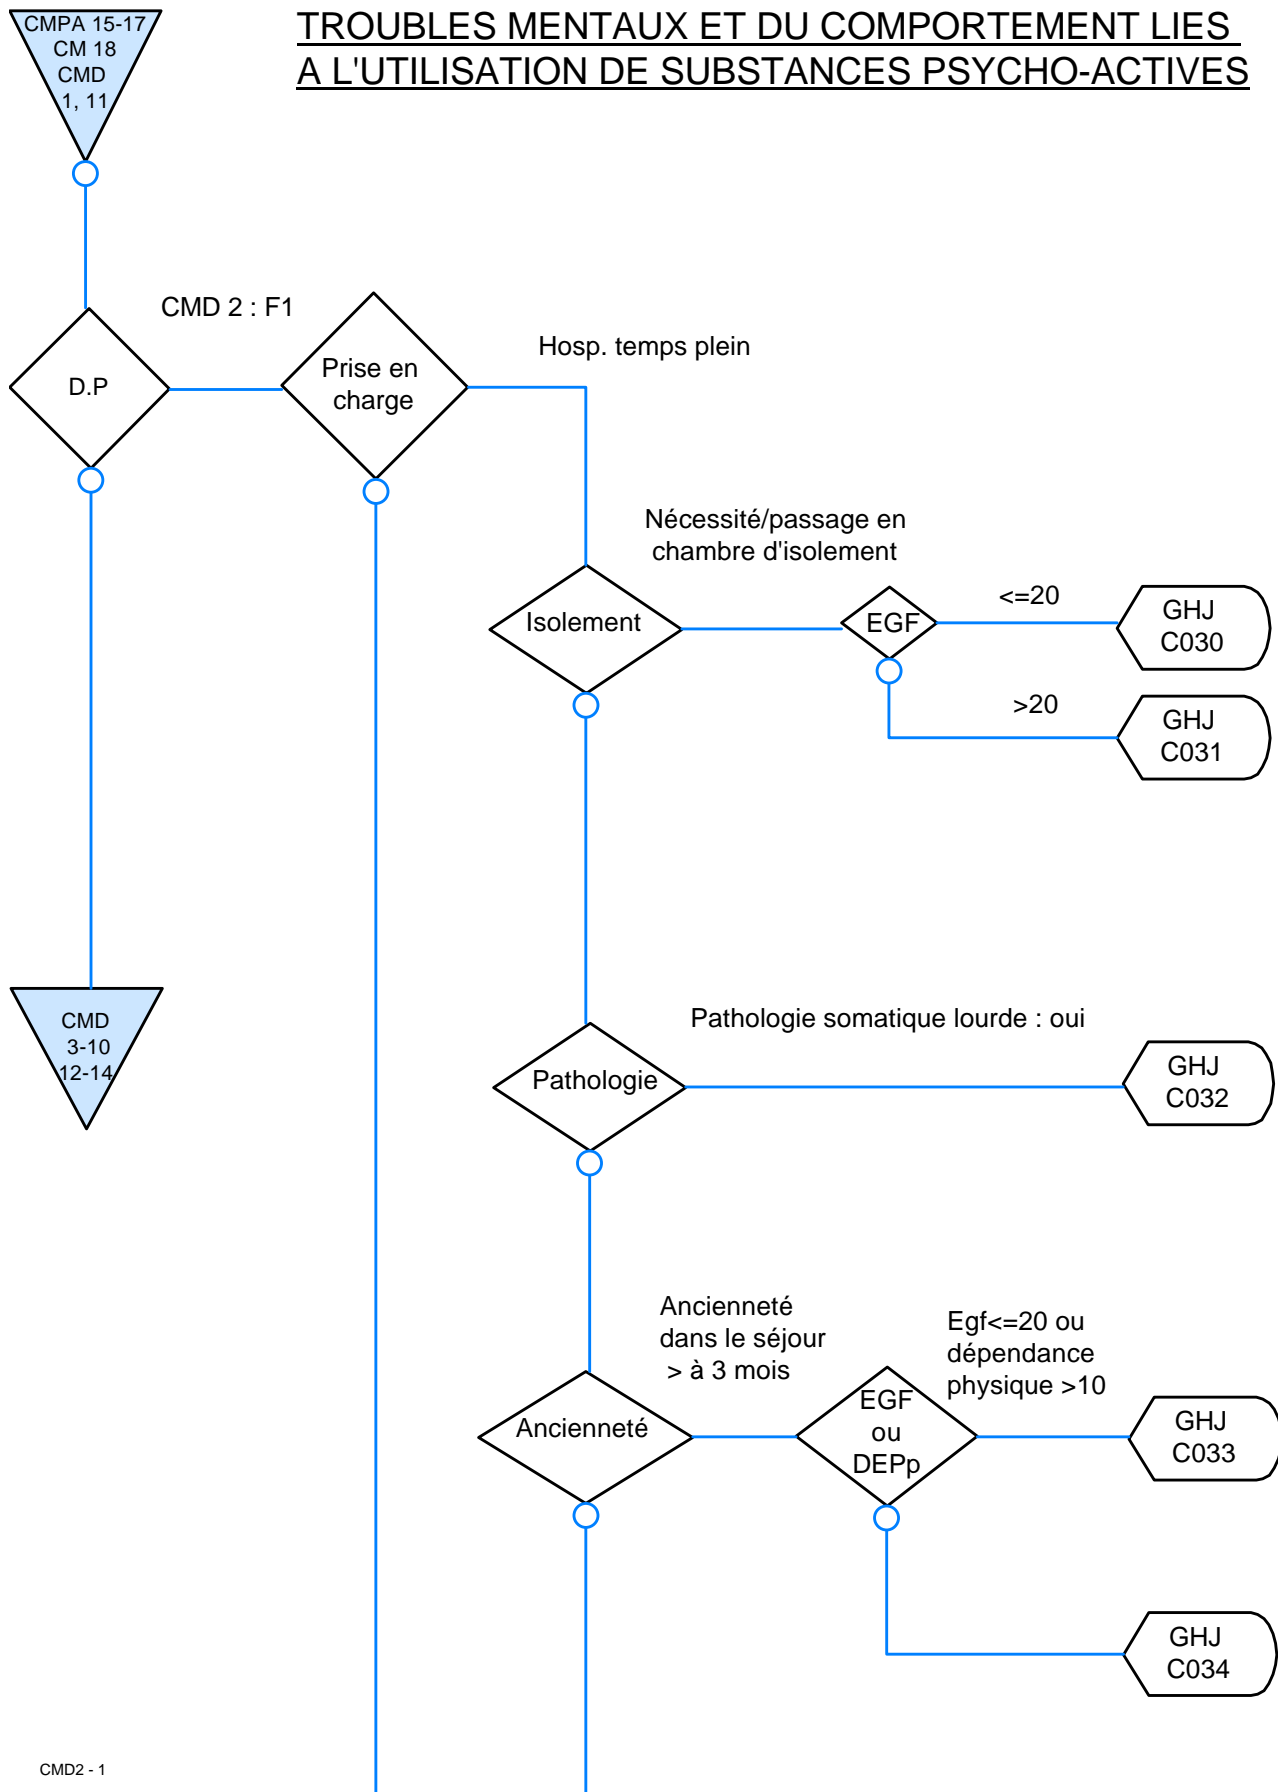 CMPA 15-17
CM 18
CMD
1, 11
TROUBLES MENTAUX ET DU COMPORTEMENT LIES
A L'UTILISATION DE SUBSTANCES PSYCHO-ACTIVES
CMD 2 : F1
D.P
Prise en
charge
Hosp. temps plein
Nécessité/passage en
chambre d'isolement
Isolement
EGF
<=20
GHJ
C030
>20
GHJ
C031
CMD
3-10
12-14
Pathologie somatique lourde : oui
Pathologie
GHJ
C032
Ancienneté
dans le séjour
> à 3 mois
Egf<=20 ou
dépendance
physique >10
Ancienneté
EGF
ou
DEPp
GHJ
C033
GHJ
C034
CMD2 - 1